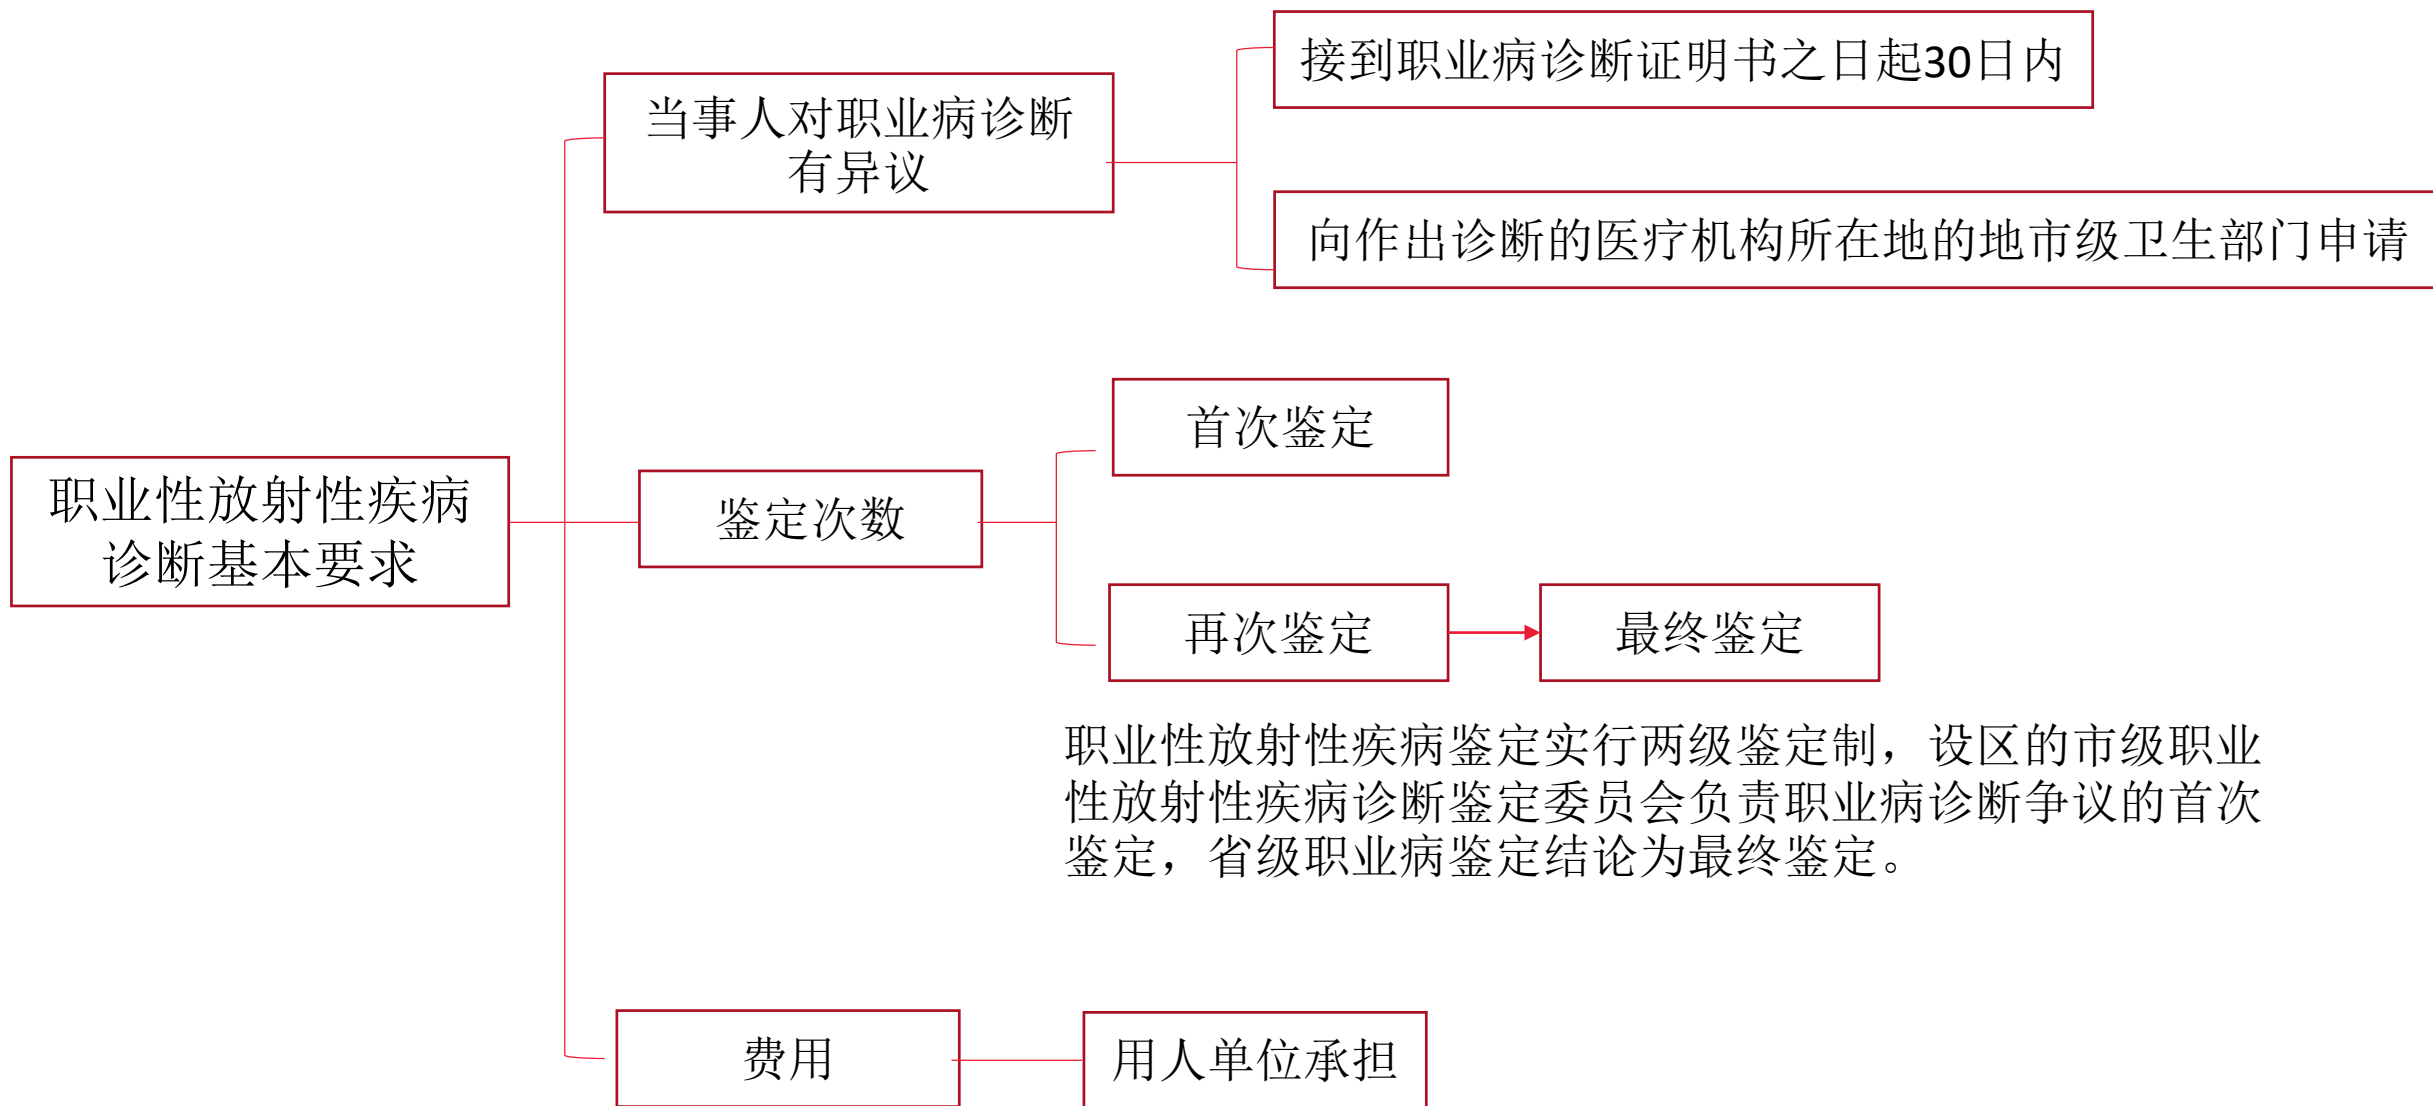 接到职业病诊断证明书之日起30日内
当事人对职业病诊断
有异议
向作出诊断的医疗机构所在地的地市级卫生部门申请
首次鉴定
职业性放射性疾病
诊断基本要求
鉴定次数
再次鉴定
最终鉴定
职业性放射性疾病鉴定实行两级鉴定制，设区的市级职业
性放射性疾病诊断鉴定委员会负责职业病诊断争议的首次
鉴定，省级职业病鉴定结论为最终鉴定。
费用
用人单位承担